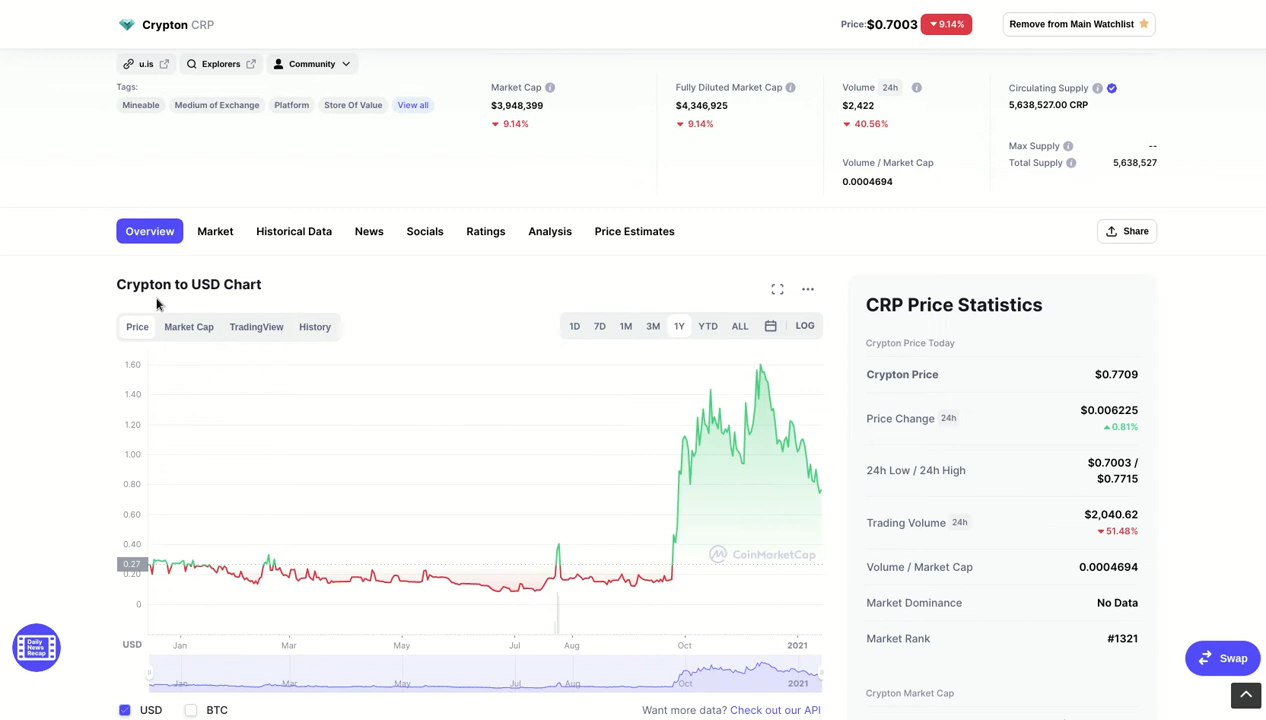 Crypton CRP
Price: $0.7003 9.14%
Remove from Main Watchlist
u.is
Explorers
Community
Tags:
Mineable
Medium of Exchange
Platform
Store Of Value
View all
Market Cap
$3,948,399
9.14%
Fully Diluted Market Cap
$4,346,925
9.14%
Volume 24h
$2,422
40.56%
Volume / Market Cap
0.0004694
Circulating Supply
5,638,527.00 CRP
Max Supply --
Total Supply 5,638,527
Overview
Market
Historical Data
News
Socials
Ratings
Analysis
Price Estimates
Share
Crypton to USD Chart
Price
Market Cap
TradingView
History
1D
7D
1M
3M
1Y
YTD
ALL
LOG
1.60
1.40
1.20
1.00
0.80
0.60
0.40
0.27
0.20
0
CoinMarketCap
USD
Jan
Mar
May
Jul
Aug
Oct
2021
Jan
Mar
May
Jul
Aug
Oct
2021
USD
BTC
Want more data? Check out our API
CRP Price Statistics
Crypton Price Today
Crypton Price $0.7709
Price Change 24h $0.006225
0.81%
24h Low / 24h High $0.7003 /
$0.7715
Trading Volume 24h $2,040.62
51.48%
Volume / Market Cap 0.0004694
Market Dominance No Data
Market Rank #1321
Crypton Market Cap
Daily
News
Recap
Swap